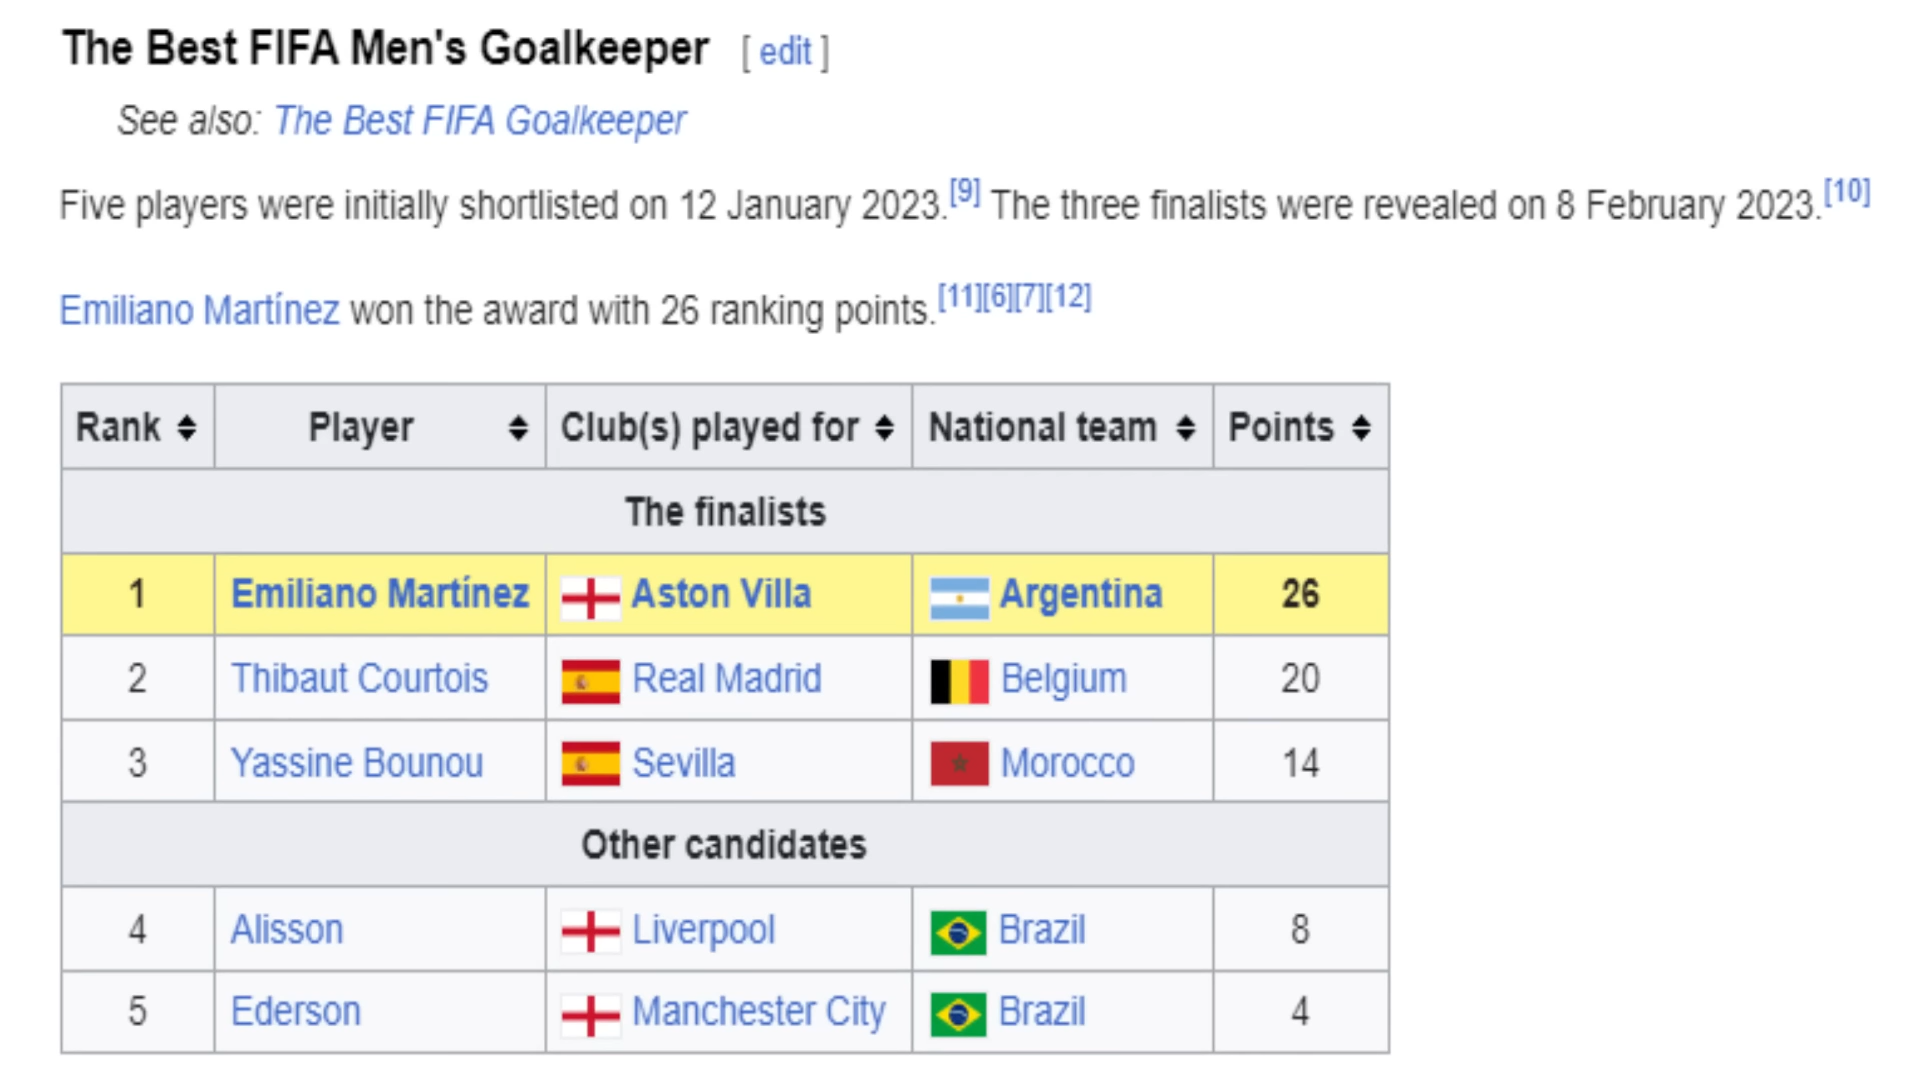 The Best FIFA Men's Goalkeeper [ edit ]
See also: The Best FIFA Goalkeeper
Five players were initially shortlisted on 12 January 2023.[9] The three finalists were revealed on 8 February 2023.[10]
Emiliano Martínez won the award with 26 ranking points.[11][6][7][12]
Rank Player Club(s) played for National team Points
The finalists
1 Emiliano Martínez Aston Villa Argentina 26
2 Thibaut Courtois Real Madrid Belgium 20
3 Yassine Bounou Sevilla Morocco 14
Other candidates
4 Alisson Liverpool Brazil 8
5 Ederson Manchester City Brazil 4